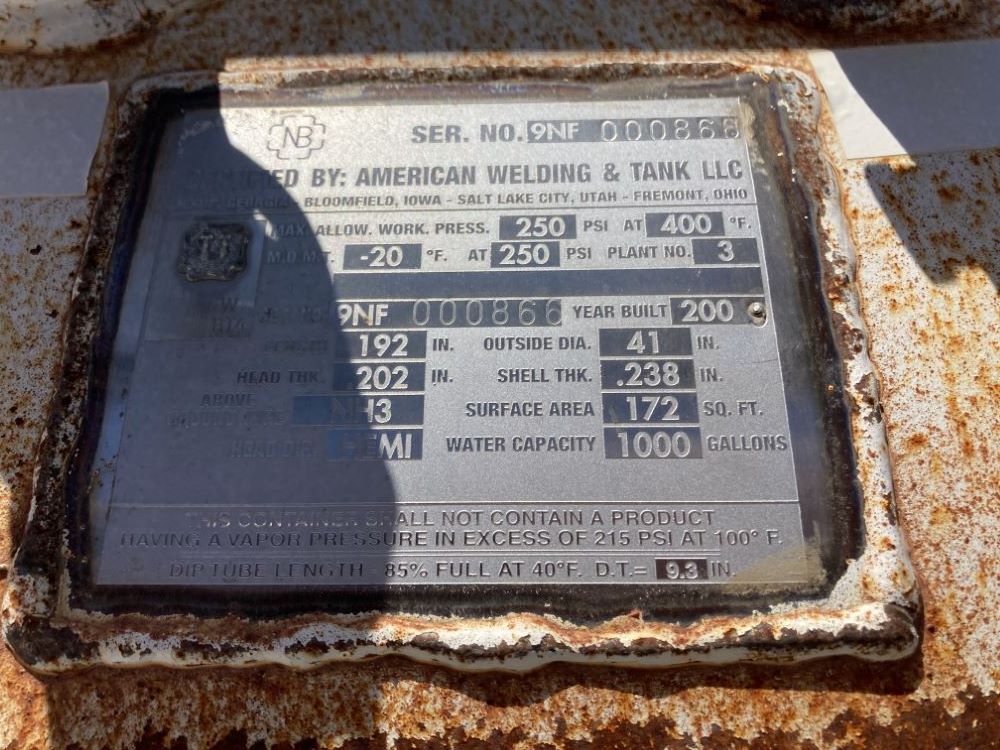 NB SER. NO. 9NF 000866
BY: AMERICAN WELDING & TANK LLC
BLOOMFIELD, IOWA - SALT LAKE CITY, UTAH - FREMONT, OHIO
MAX. ALLOW. WORK. PRESS. 250 PSI AT 400 °F.
M.D.M.T. -20 °F. AT 250 PSI PLANT NO. 3
9NF 000866 YEAR BUILT 200
192 IN. OUTSIDE DIA. 41 IN.
HEAD THK. 202 IN. SHELL THK. .238 IN.
ABOVE
NH3 SURFACE AREA 172 SQ. FT.
HEMI WATER CAPACITY 1000 GALLONS
THIS CONTAINER SHALL NOT CONTAIN A PRODUCT
HAVING A VAPOR PRESSURE IN EXCESS OF 215 PSI AT 100° F.
DIP TUBE LENGTH - 85% FULL AT 40°F. D.T.= 9.3 IN.